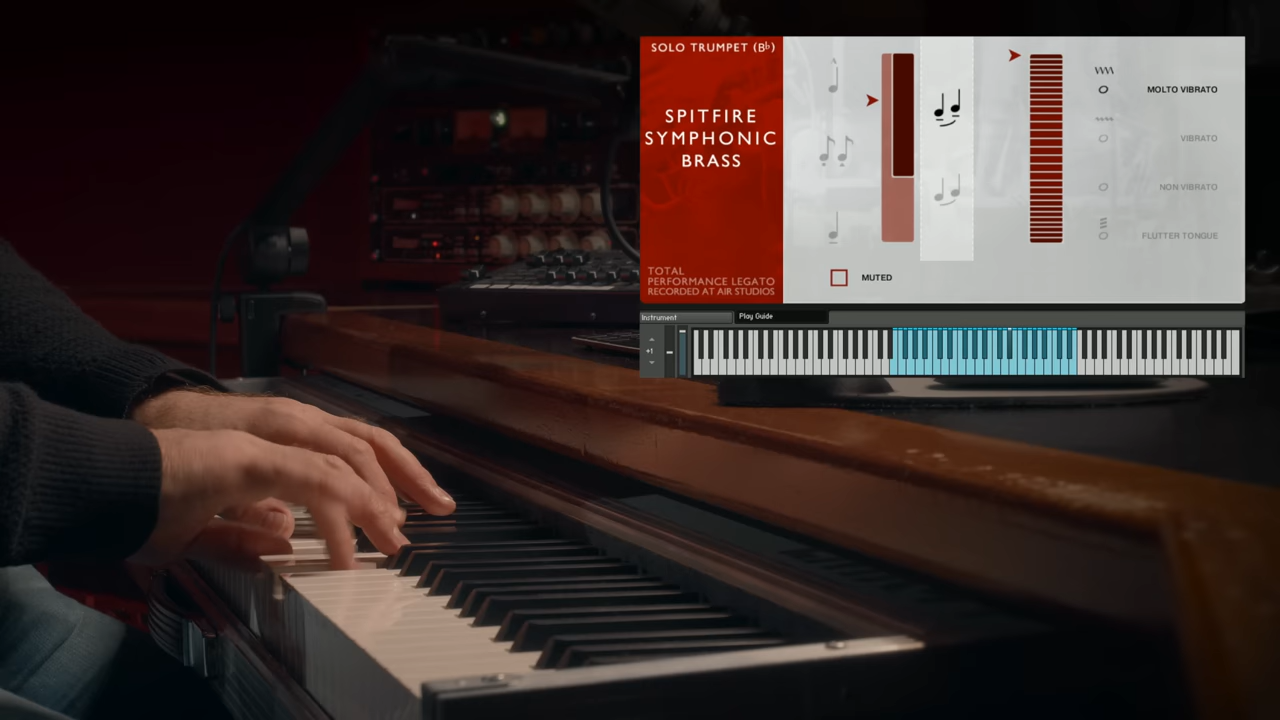 SOLO TRUMPET (B♭)
SPITFIRE
SYMPHONIC
BRASS
TOTAL
PERFORMANCE LEGATO
RECORDED AT AIR STUDIOS
MOLTO VIBRATO
VIBRATO
NON VIBRATO
FLUTTER TONGUE
MUTED
Instrument
Play Guide
+1